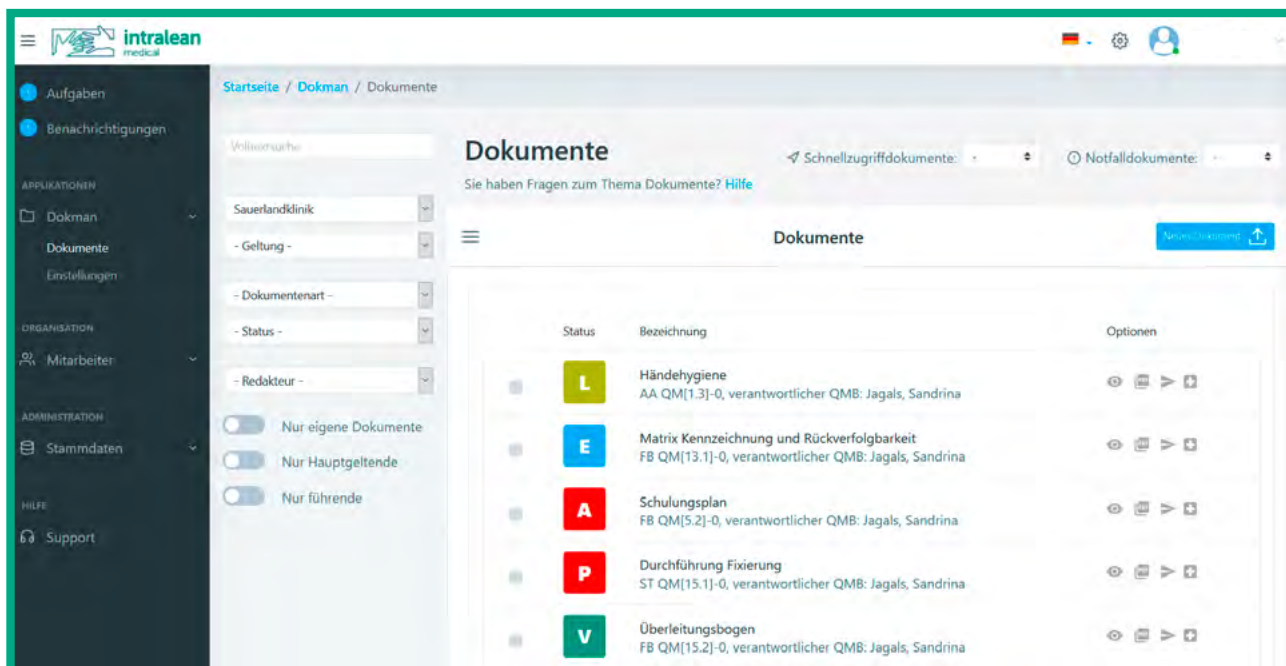 intralean
medical
Aufgaben
Benachrichtigungen
APPLIKATIONEN
Dokman
Dokumente
Einstellungen
ORGANISATION
Mitarbeiter
ADMINISTRATION
Stammdaten
HILFE
Support
Startseite / Dokman / Dokumente
Volltextsuche
Sauerlandklinik
- Geltung -
- Dokumentenart -
- Status -
- Redakteur -
Nur eigene Dokumente
Nur Hauptgeltende
Nur führende
Dokumente
Schnellzugriffdokumente: -
Notfalldokumente: -
Sie haben Fragen zum Thema Dokumente? Hilfe
Dokumente
Neues Dokument
Status Bezeichnung Optionen
L
Händehygiene
AA QM[1.3]-0, verantwortlicher QMB: Jagals, Sandrina
E
Matrix Kennzeichnung und Rückverfolgbarkeit
FB QM[13.1]-0, verantwortlicher QMB: Jagals, Sandrina
A
Schulungsplan
FB QM[5.2]-0, verantwortlicher QMB: Jagals, Sandrina
P
Durchführung Fixierung
ST QM[15.1]-0, verantwortlicher QMB: Jagals, Sandrina
V
Überleitungsbogen
FB QM[15.2]-0, verantwortlicher QMB: Jagals, Sandrina